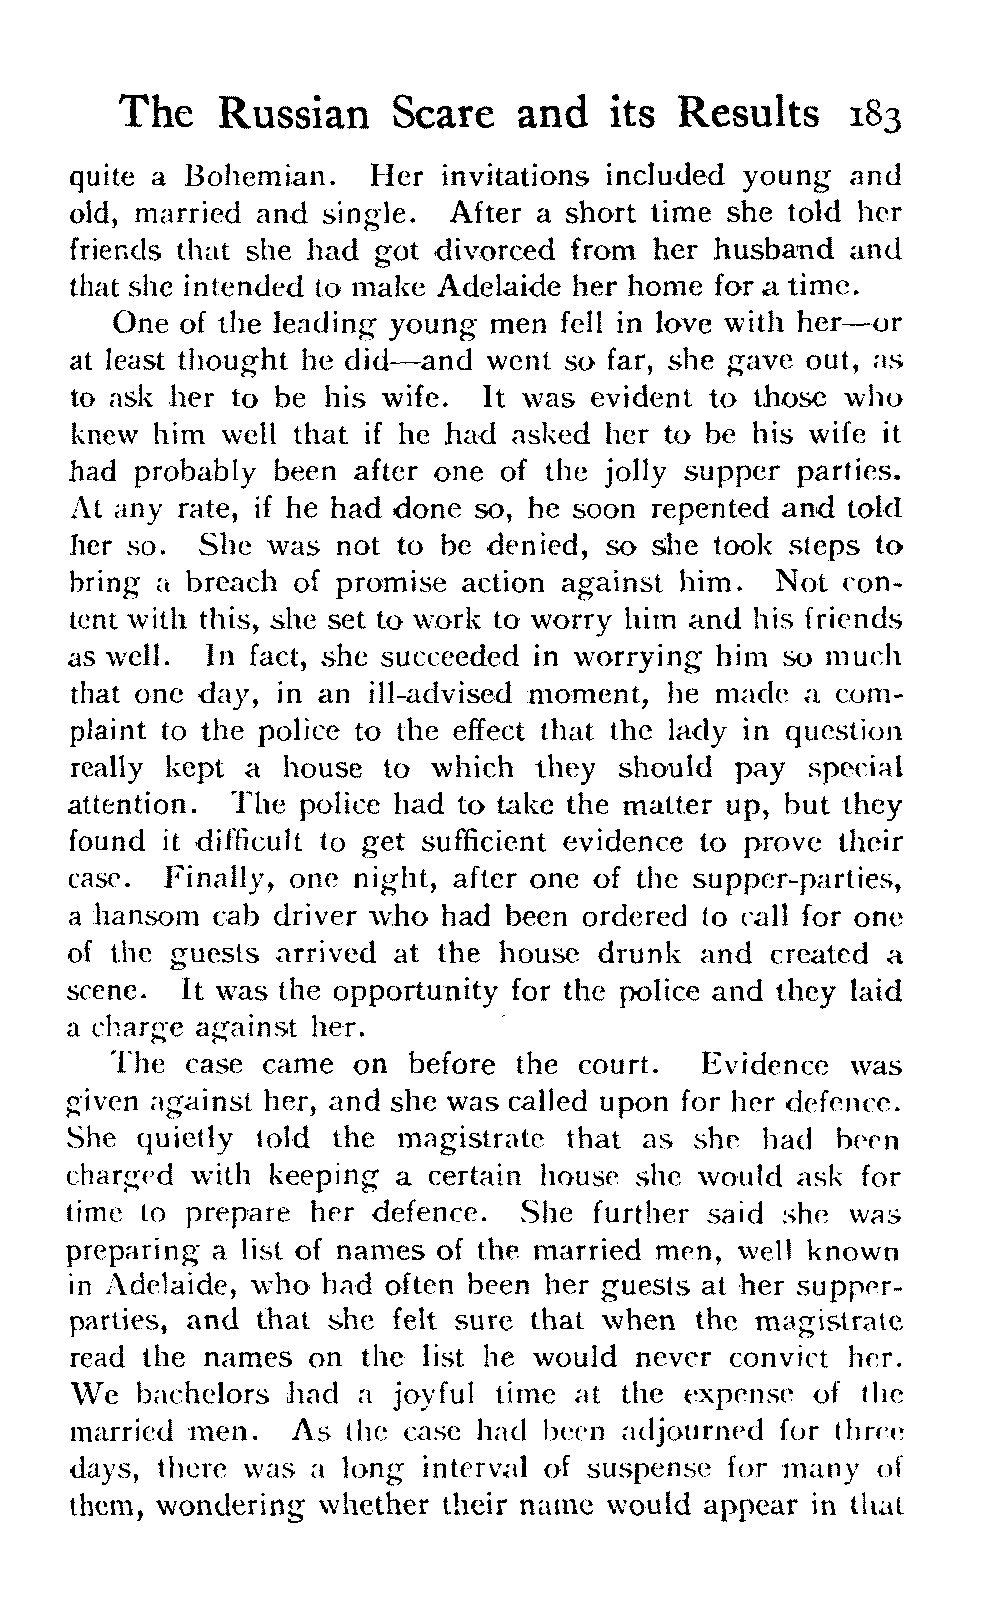 The Russian Scare and its Results 183
quite a Bohemian. Her invitations included young and
old, married and single. After a short time she told her
friends that she had got divorced from her husband and
that she intended to make Adelaide her home for a time.
One of the leading young men fell in love with her—or
at least thought he did—and went so far, she gave out, as
to ask her to be his wife. It was evident to those who
knew him well that if he had asked her to be his wife it
had probably been after one of the jolly supper parties.
At any rate, if he had done so, he soon repented and told
her so. She was not to be denied, so she took steps to
bring a breach of promise action against him. Not con-
tent with this, she set to work to worry him and his friends
as well. In fact, she succeeded in worrying him so much
that one day, in an ill-advised moment, he made a com-
plaint to the police to the effect that the lady in question
really kept a house to which they should pay special
attention. The police had to take the matter up, but they
found it difficult to get sufficient evidence to prove their
case. Finally, one night, after one of the supper-parties,
a hansom cab driver who had been ordered to call for one
of the guests arrived at the house drunk and created a
scene. It was the opportunity for the police and they laid
a charge against her.
The case came on before the court. Evidence was
given against her, and she was called upon for her defence.
She quietly told the magistrate that as she had been
charged with keeping a certain house she would ask for
time to prepare her defence. She further said she was
preparing a list of names of the married men, well known
in Adelaide, who had often been her guests at her supper-
parties, and that she felt sure that when the magistrate
read the names on the list he would never convict her.
We bachelors had a joyful time at the expense of the
married men. As the case had been adjourned for three
days, there was a long interval of suspense for many of
them, wondering whether their name would appear in that